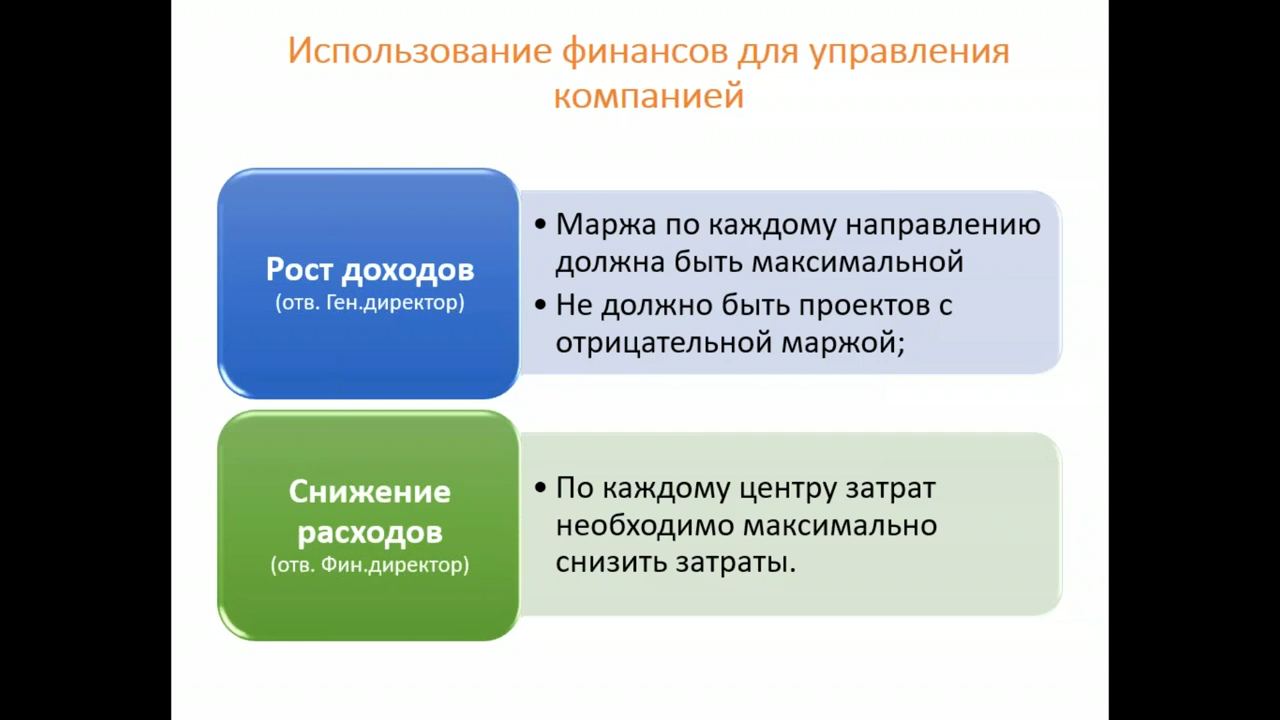 Использование финансов для управления
компанией
Рост доходов
(отв. Ген.директор)
• Маржа по каждому направлению
должна быть максимальной
• Не должно быть проектов с
отрицательной маржой;
Снижение
расходов
(отв. Фин.директор)
• По каждому центру затрат
необходимо максимально
снизить затраты.